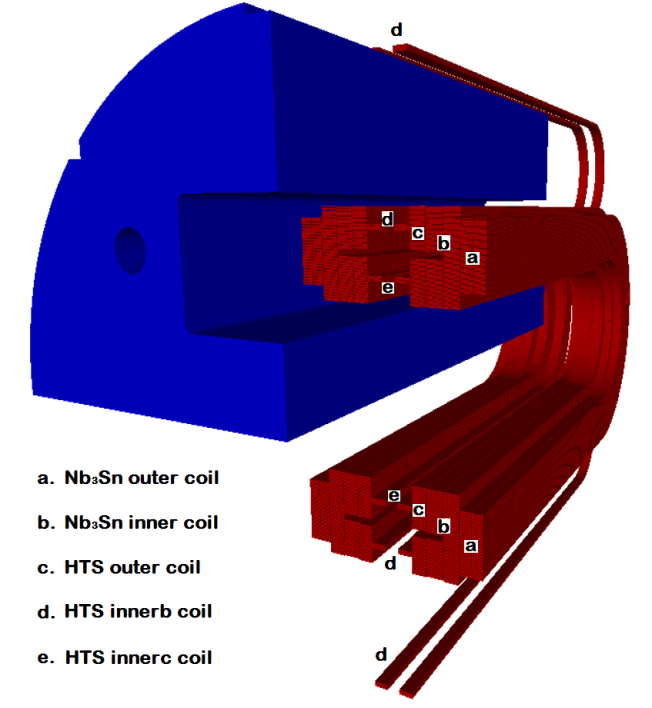 d
d
c
b
a
e
e
c
b
a
d
d
a. Nb₃Sn outer coil
b. Nb₃Sn inner coil
c. HTS outer coil
d. HTS innerb coil
e. HTS innerc coil